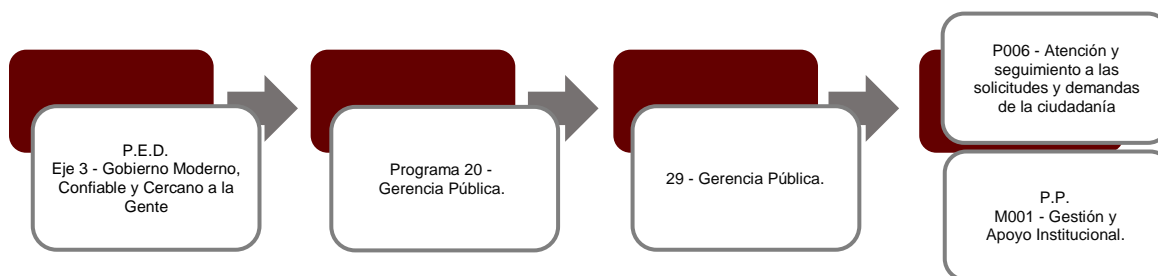 P.E.D.
Eje 3 - Gobierno Moderno,
Confiable y Cercano a la
Gente
Programa 20 -
Gerencia Pública.
29 - Gerencia Pública.
P006 - Atención y
seguimiento a las
solicitudes y demandas
de la ciudadanía
P.P.
M001 - Gestión y
Apoyo Institucional.